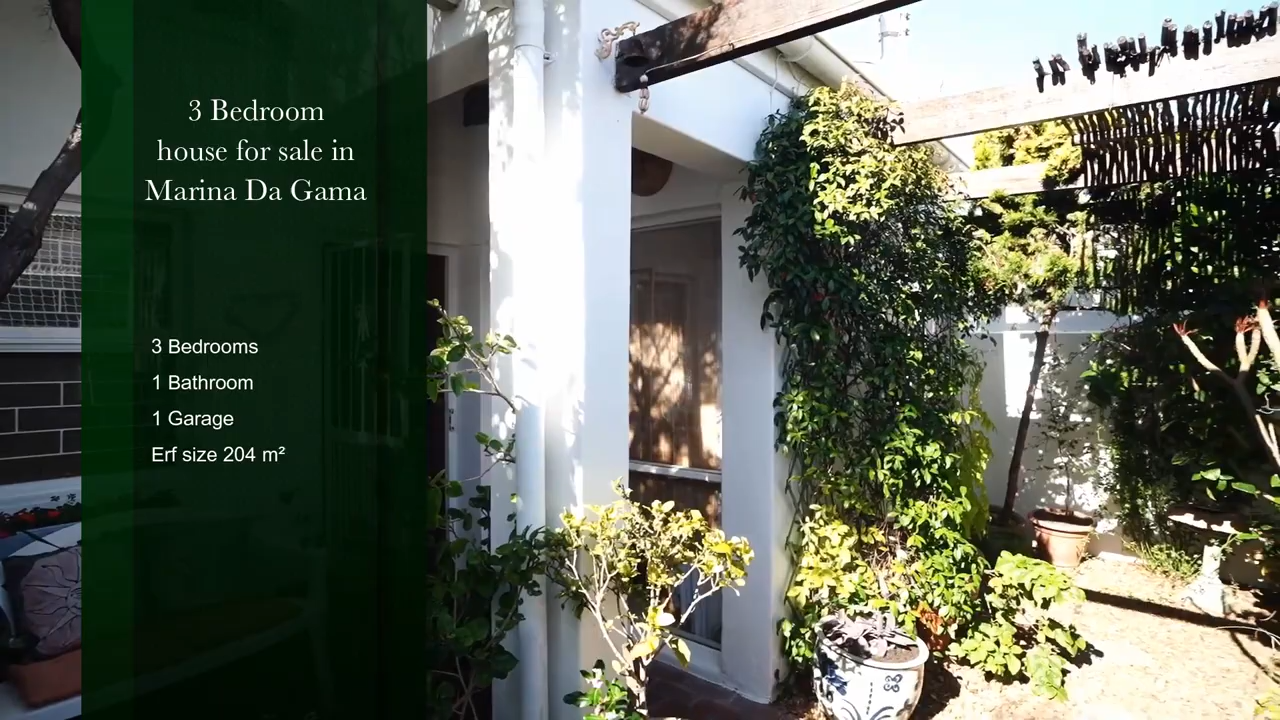 3 Bedroom
house for sale in
Marina Da Gama
3 Bedrooms
1 Bathroom
1 Garage
Erf size 204 m²